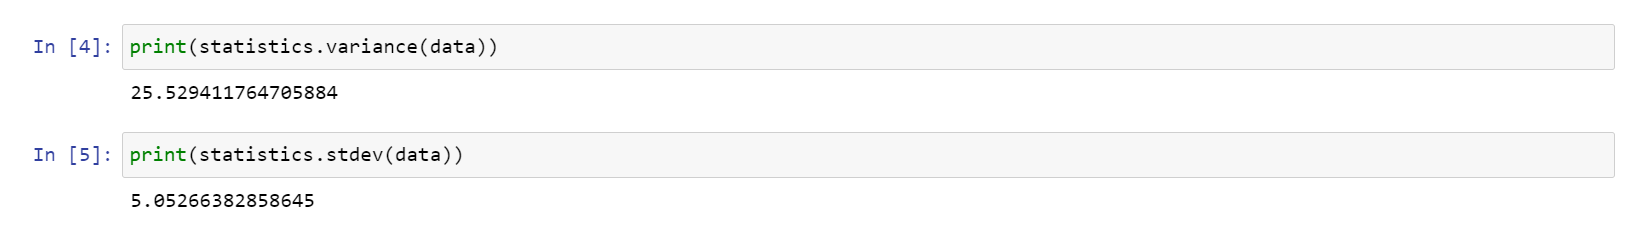 In [4]: print(statistics.variance(data))
25.529411764705884
In [5]: print(statistics.stdev(data))
5.05266382858645